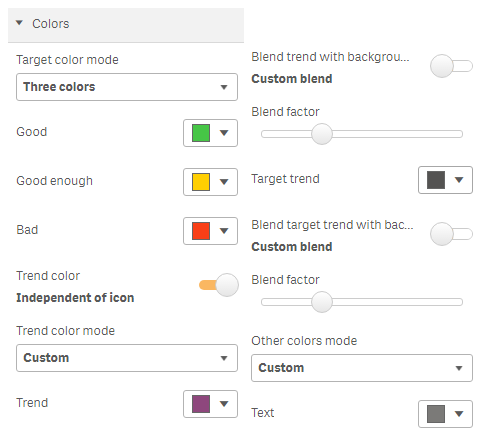 Colors
Target color mode
Three colors
Good
Good enough
Bad
Trend color
Independent of icon
Trend color mode
Custom
Trend
Blend trend with backgrou...
Custom blend
Blend factor
Target trend
Blend target trend with bac...
Custom blend
Blend factor
Other colors mode
Custom
Text